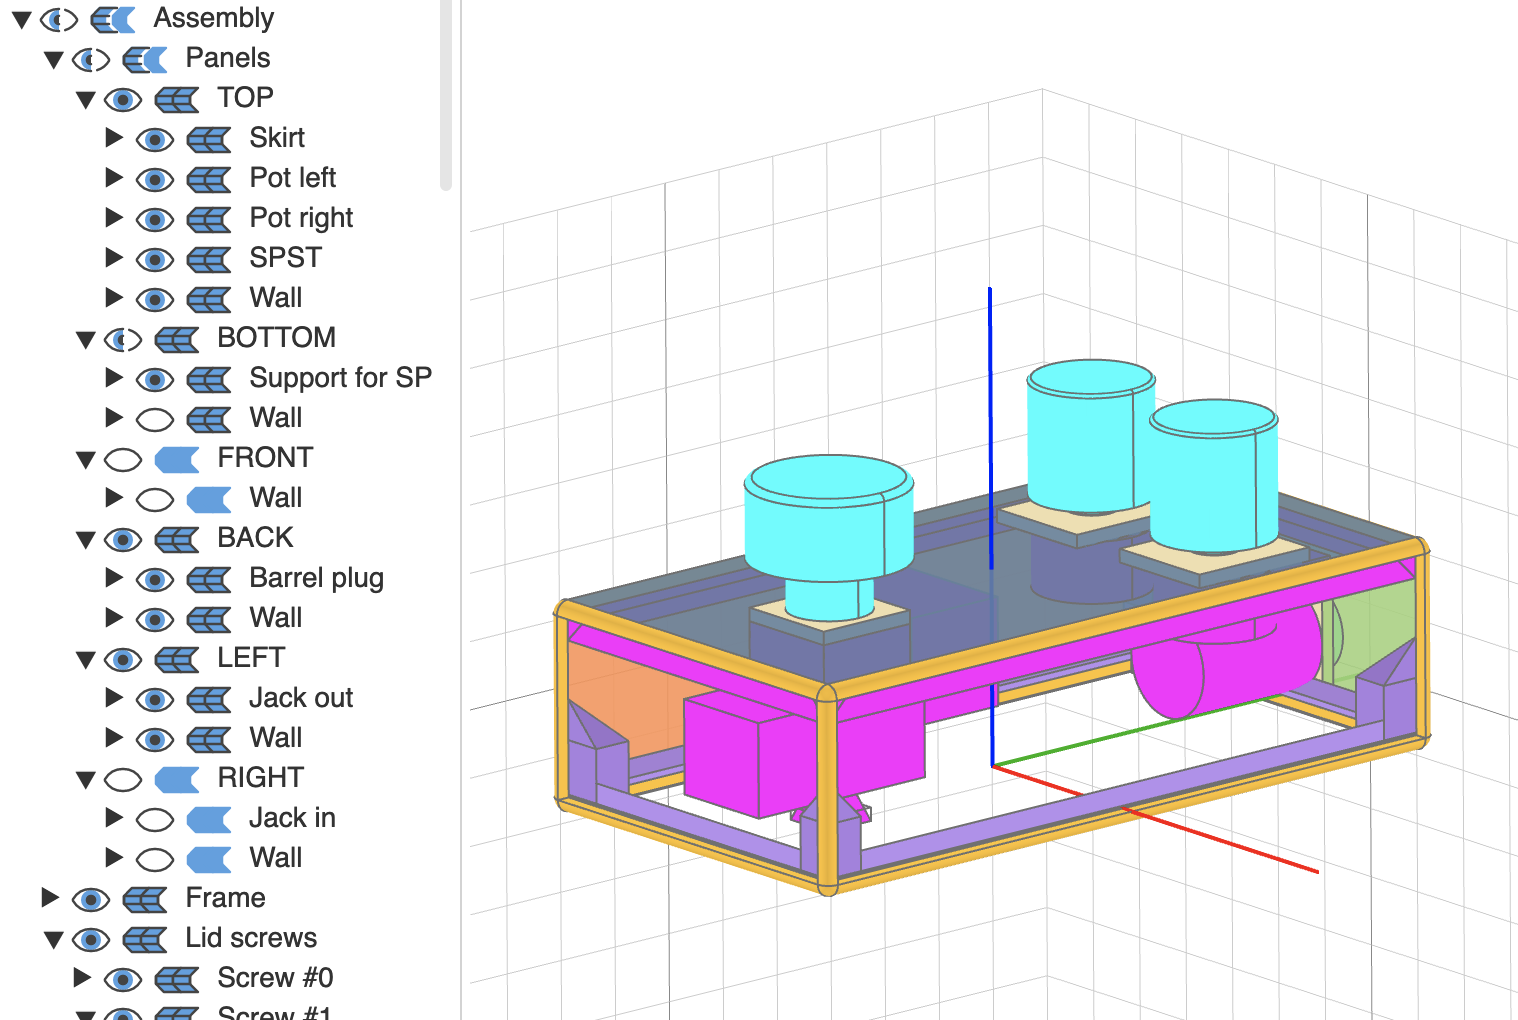 Assembly
Panels
TOP
Skirt
Pot left
Pot right
SPST
Wall
BOTTOM
Support for SP
Wall
FRONT
Wall
BACK
Barrel plug
Wall
LEFT
Jack out
Wall
RIGHT
Jack in
Wall
Frame
Lid screws
Screw #0
Screw #1